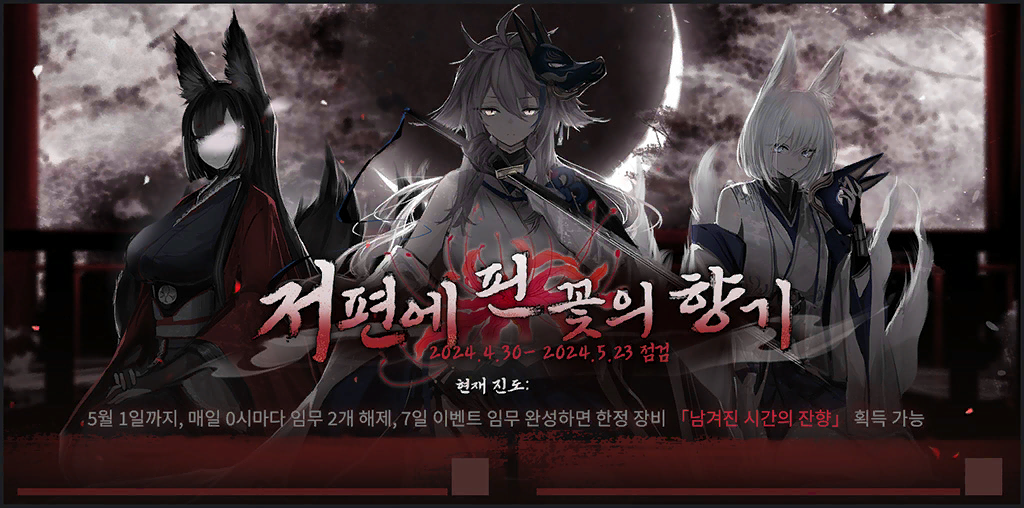 저편에 핀 꽃의 향기
2024.4.30 - 2024.5.23 점검
현재 진도:
5월 1일까지, 매일 0시마다 임무 2개 해제, 7일 이벤트 임무 완성하면 한정 장비 「남겨진 시간의 잔향」 획득 가능